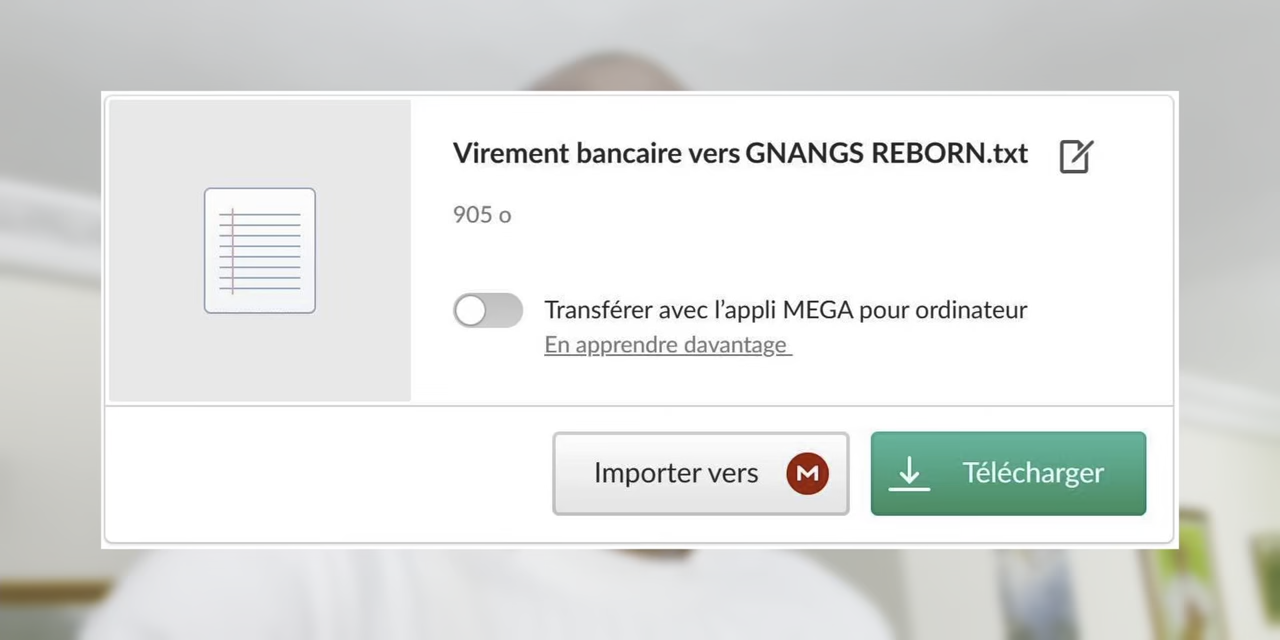 Virement bancaire vers GNANGS REBORN.txt
905 o
Transférer avec l’appli MEGA pour ordinateur
En apprendre davantage
Importer vers M
Télécharger